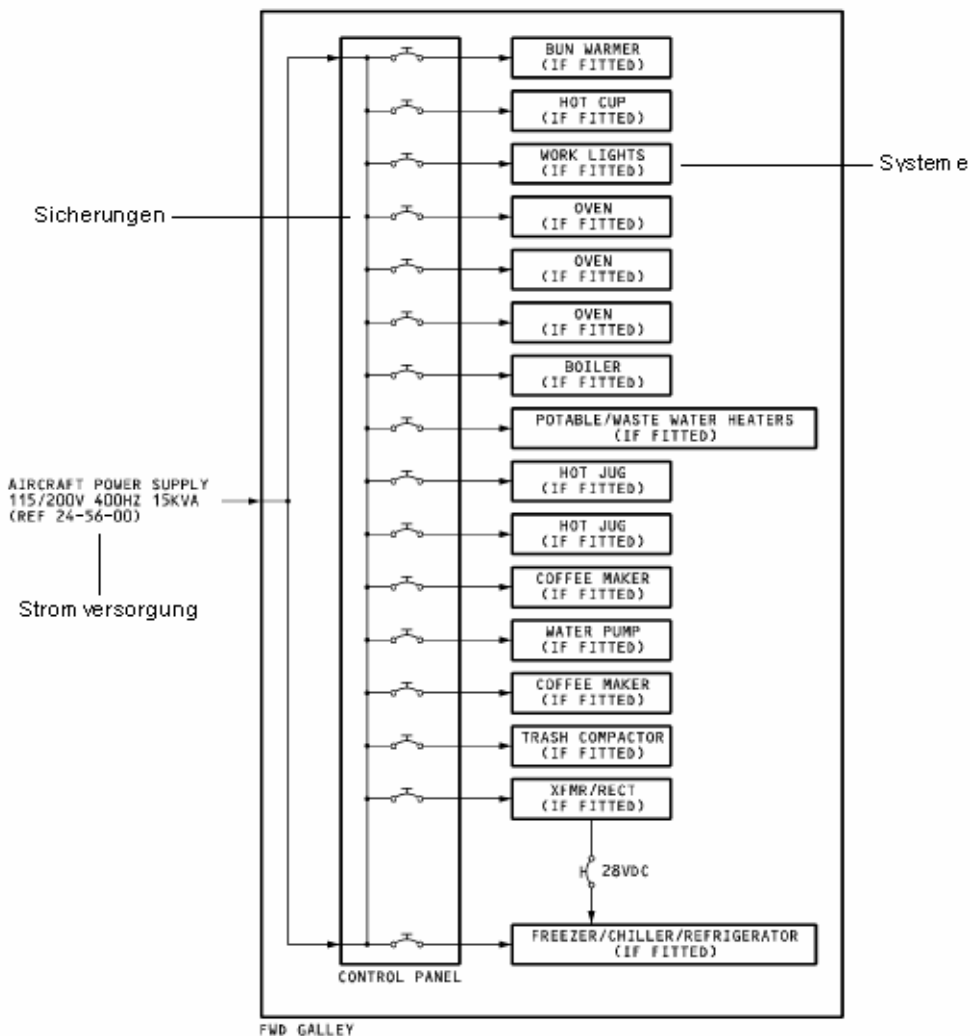 BUN WARMER
(IF FITTED)
HOT CUP
(IF FITTED)
WORK LIGHTS
(IF FITTED)
Systeme
Sicherungen
OVEN
(IF FITTED)
OVEN
(IF FITTED)
OVEN
(IF FITTED)
BOILER
(IF FITTED)
POTABLE/WASTE WATER HEATERS
(IF FITTED)
AIRCRAFT POWER SUPPLY
115/200V 400HZ 15KVA
(REF 24-56-00)
Stromversorgung
HOT JUG
(IF FITTED)
HOT JUG
(IF FITTED)
COFFEE MAKER
(IF FITTED)
WATER PUMP
(IF FITTED)
COFFEE MAKER
(IF FITTED)
TRASH COMPACTOR
(IF FITTED)
XFMR/RECT
(IF FITTED)
28VDC
FREEZER/CHILLER/REFRIGERATOR
(IF FITTED)
CONTROL PANEL
FWD GALLEY